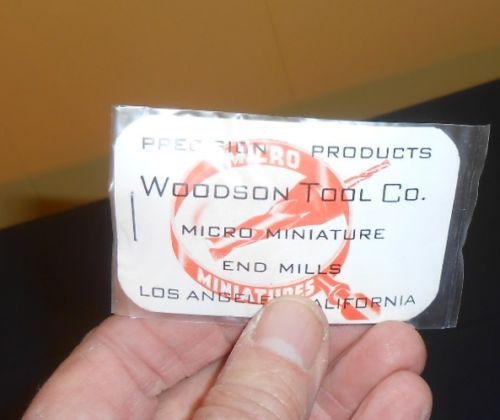 PRECISION PRODUCTS
MICRO
WOODSON TOOL CO.
MICRO MINIATURE
END MILLS
MINIATURES
LOS ANGELES CALIFORNIA